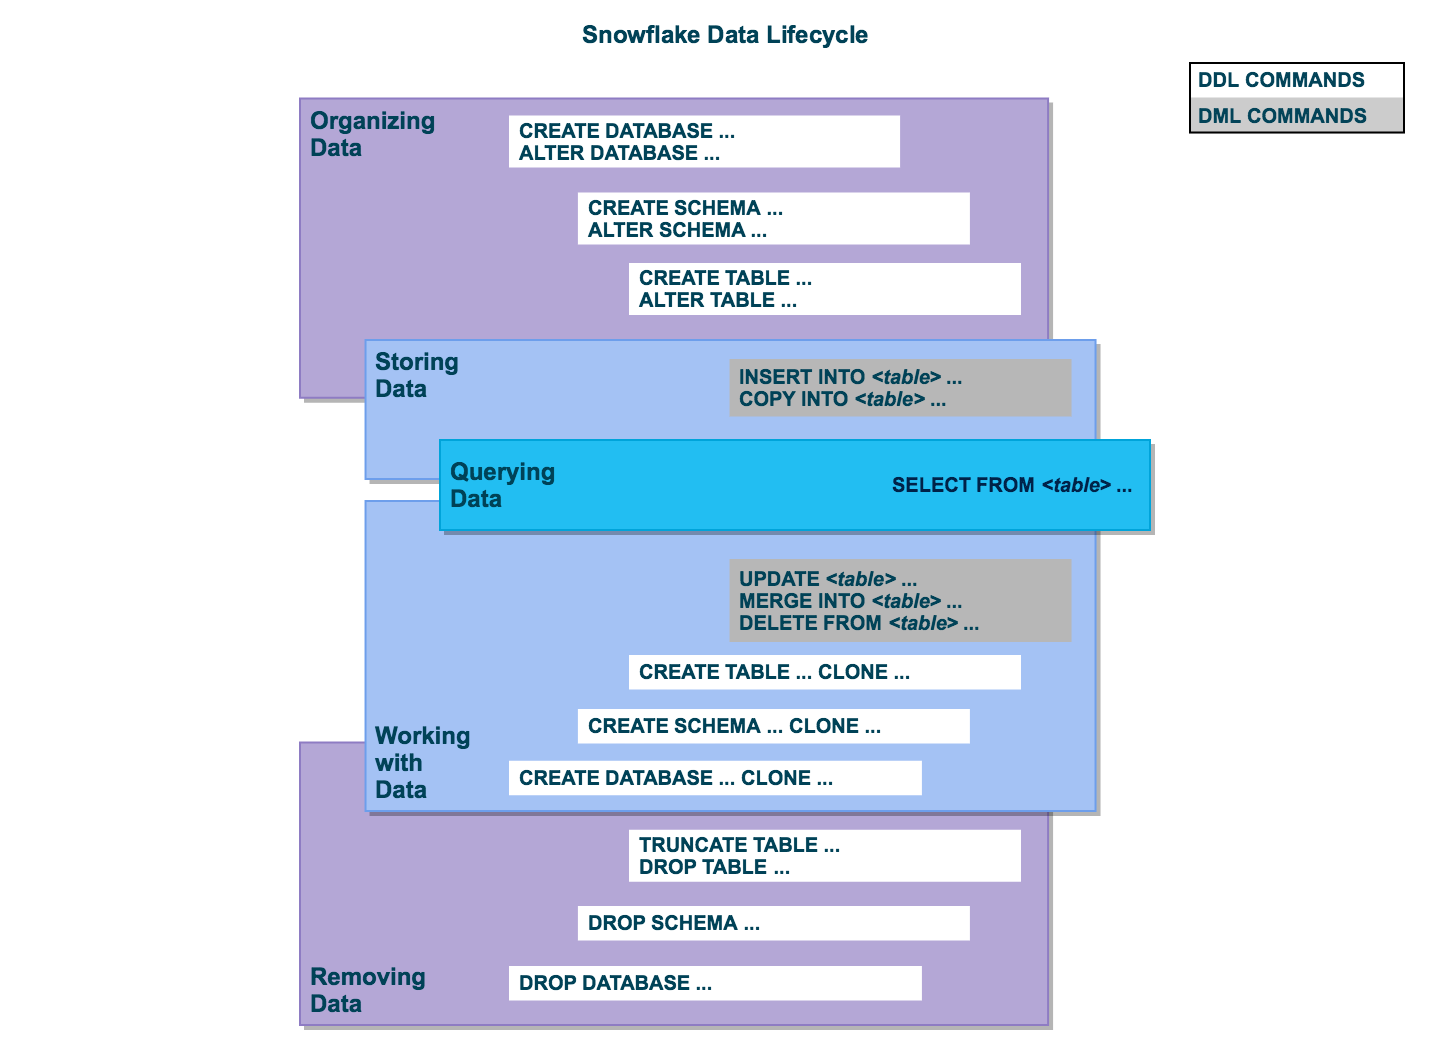 Snowflake Data Lifecycle
DDL COMMANDS
DML COMMANDS
Organizing
Data
CREATE DATABASE ...
ALTER DATABASE ...
CREATE SCHEMA ...
ALTER SCHEMA ...
CREATE TABLE ...
ALTER TABLE ...
Storing
Data
INSERT INTO <table> ...
COPY INTO <table> ...
Querying
Data
SELECT FROM <table> ...
UPDATE <table> ...
MERGE INTO <table> ...
DELETE FROM <table> ...
CREATE TABLE ... CLONE ...
CREATE SCHEMA ... CLONE ...
Working
with
Data
CREATE DATABASE ... CLONE ...
TRUNCATE TABLE ...
DROP TABLE ...
DROP SCHEMA ...
Removing
Data
DROP DATABASE ...